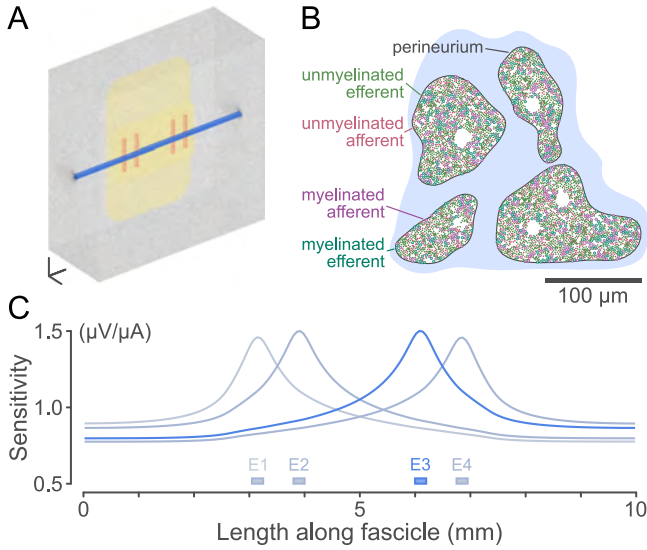 A
B
perineurium
unmyelinated
efferent
unmyelinated
afferent
myelinated
afferent
myelinated
efferent
100 µm
C
(µV/µA)
Sensitivity
1.5
1.0
0.5
E1 E2 E3 E4
0 5 10
Length along fascicle (mm)